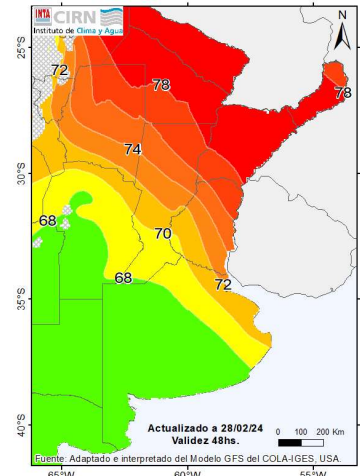 INTA CIRN
Instituto de Clima y Agua
N
25°S
30°S
35°S
40°S
72
78
78
74
68
70
68
72
Actualizado a 28/02/24
Validez 48hs.
0 100 200 Km
Fuente: Adaptado e interpretado del Modelo GFS del COLA-IGES, USA.
65°W 60°W 55°W